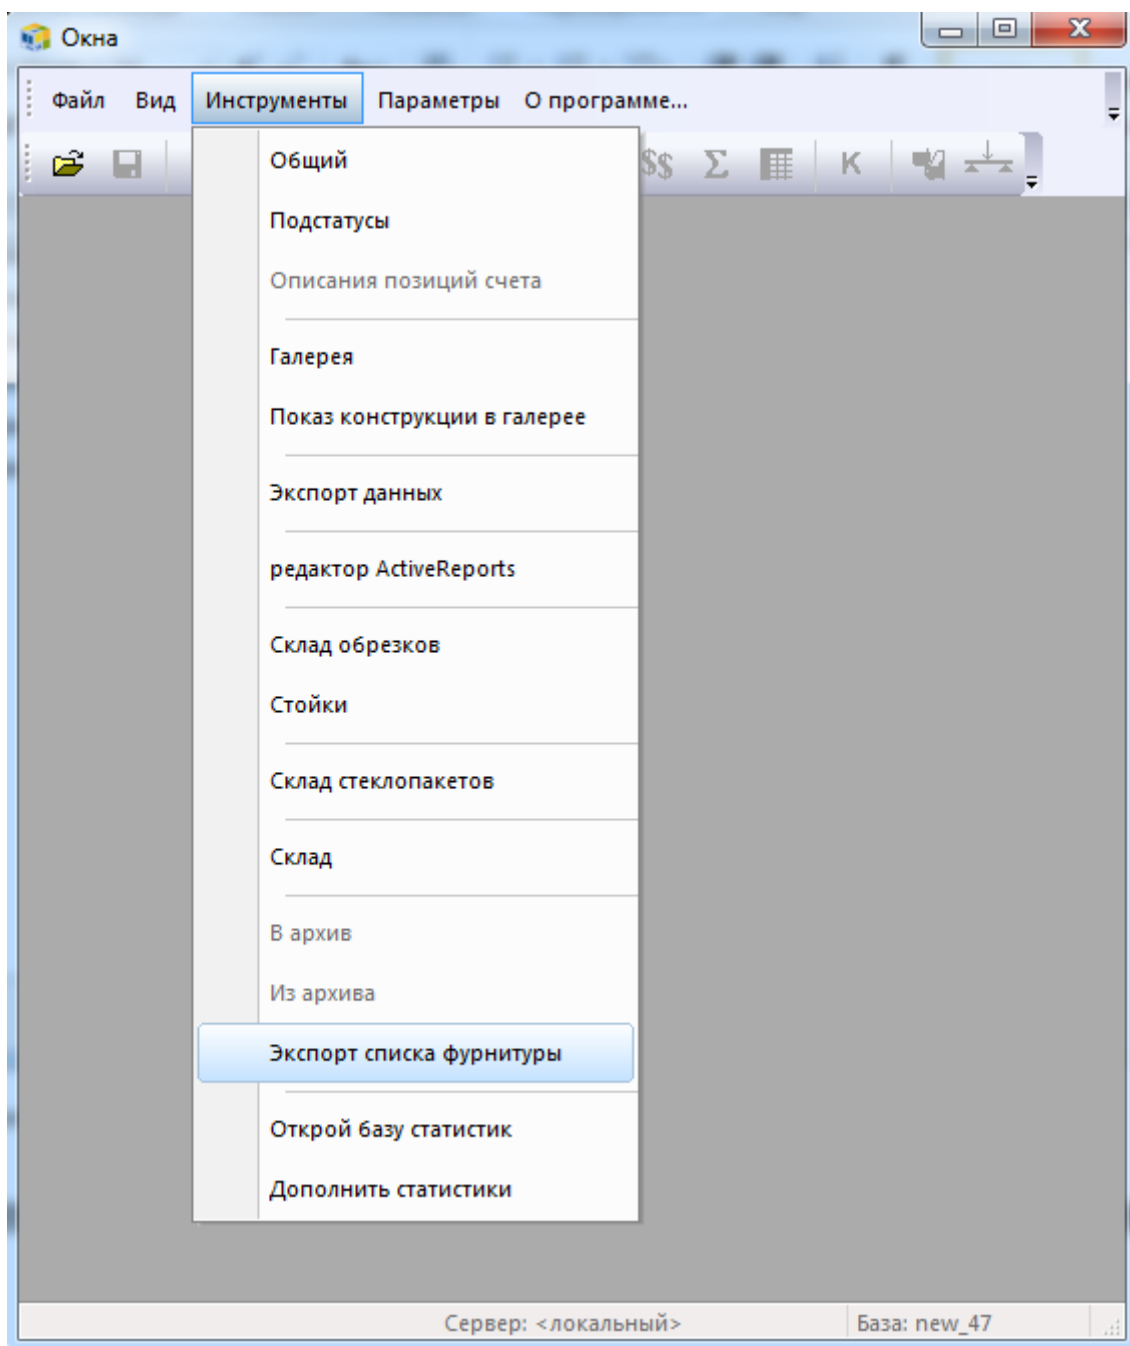 Окна
Файл Вид Инструменты Параметры О программе...
$$ Σ K
Общий
Подстатусы
Описания позиций счета
Галерея
Показ конструкции в галерее
Экспорт данных
редактор ActiveReports
Склад обрезков
Стойки
Склад стеклопакетов
Склад
В архив
Из архива
Экспорт списка фурнитуры
Открой базу статистик
Дополнить статистики
Сервер: <локальный> База: new_47